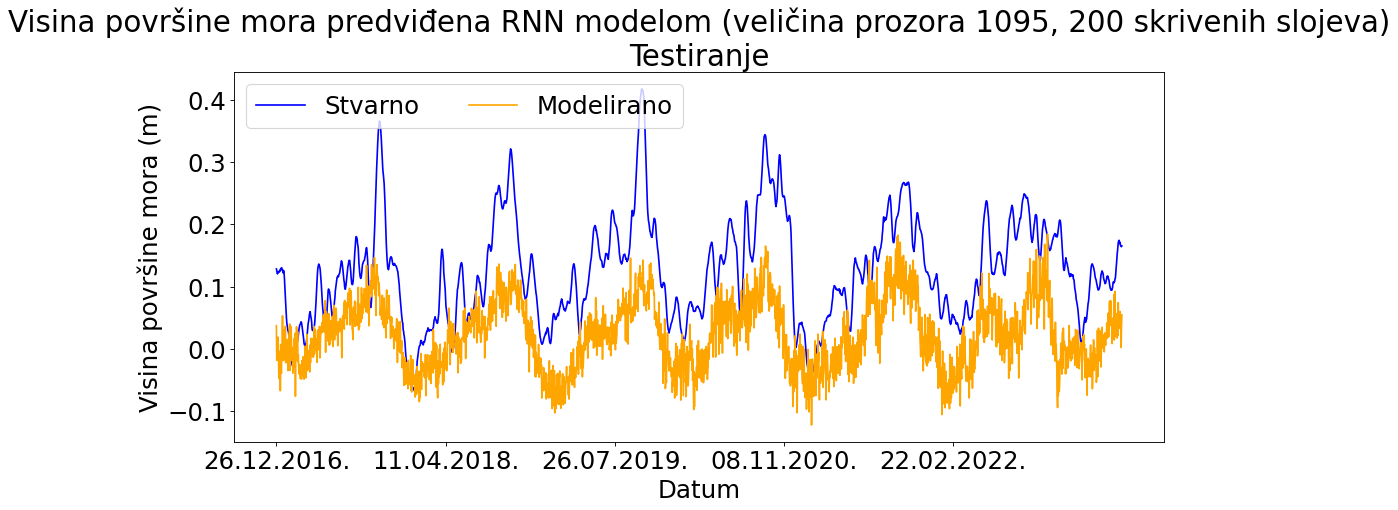 Visina površine mora predviđena RNN modelom (veličina prozora 1095, 200 skrivenih slojeva)
Testiranje
Stvarno
Modelirano
Visina površine mora (m)
0.4
0.3
0.2
0.1
0.0
−0.1
26.12.2016.
11.04.2018.
26.07.2019.
08.11.2020.
22.02.2022.
Datum